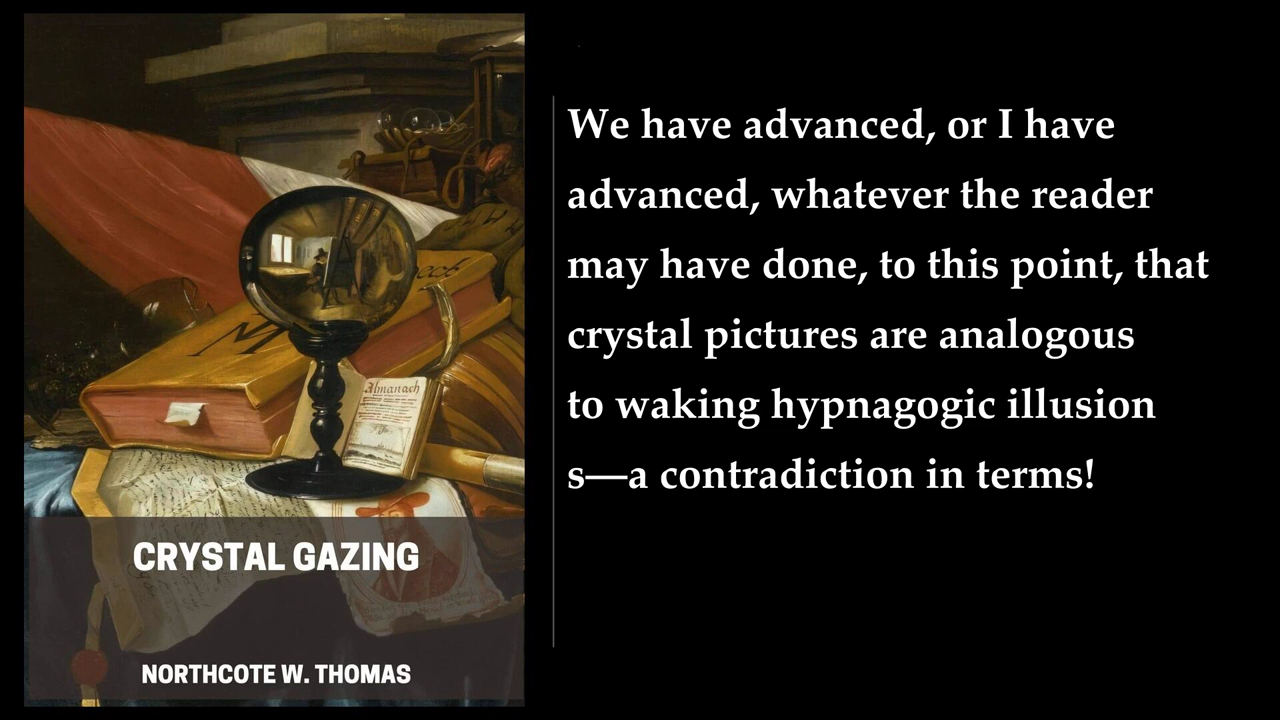 M
Almanach
CRYSTAL GAZING
NORTHCOTE W. THOMAS
We have advanced, or I have
advanced, whatever the reader
may have done, to this point, that
crystal pictures are analogous
to waking hypnagogic illusion
s—a contradiction in terms!